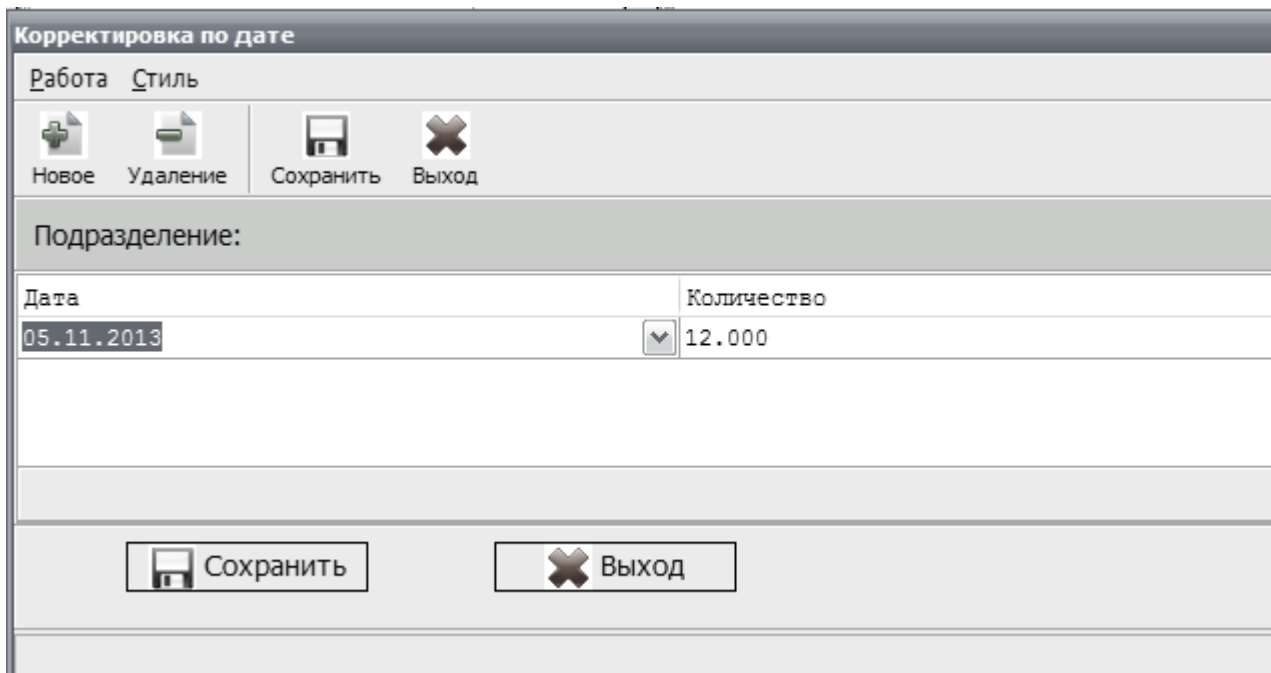 Корректировка по дате
Работа Стиль
Новое Удаление Сохранить Выход
Подразделение:
Дата Количество
05.11.2013 12.000
Сохранить Выход